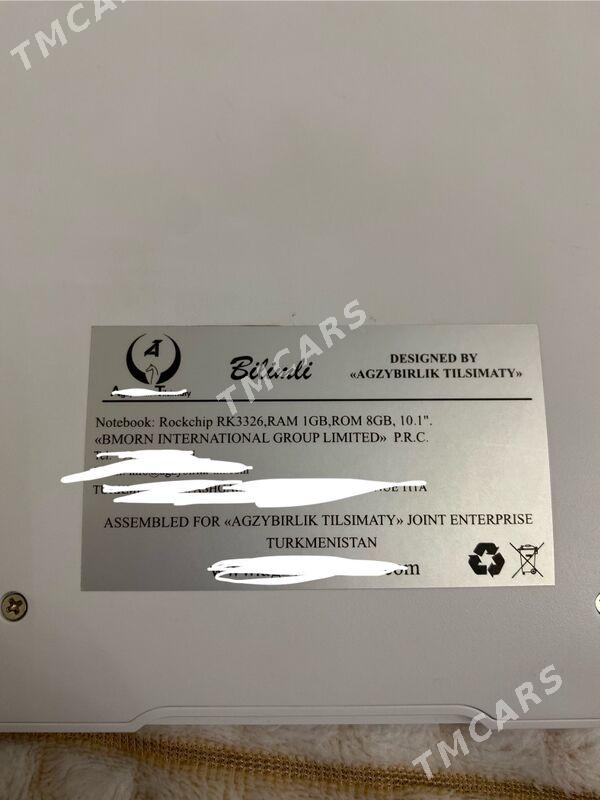 TMCARS
Bilimli
DESIGNED BY
«AGZYBIRLIK TILSIMATY»
TMCARS
Notebook: Rockchip RK3326,RAM 1GB,ROM 8GB, 10.1".
«BMORN INTERNATIONAL GROUP LIMITED» P.R.C.
Tel:
ASSEMBLED FOR «AGZYBIRLIK TILSIMATY» JOINT ENTERPRISE
TURKMENISTAN
TMCARS